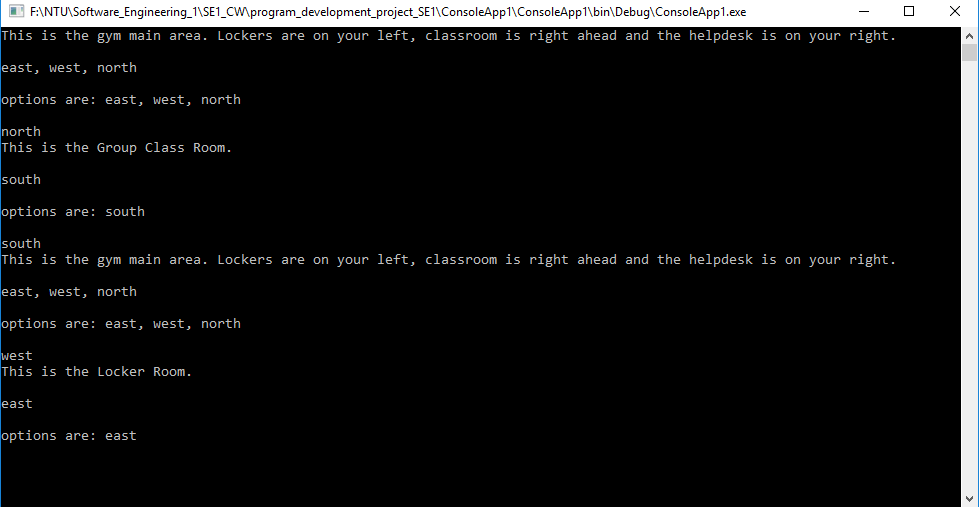 F:\NTU\Software_Engineering_1\SE1_CW\program_development_project_SE1\ConsoleApp1\ConsoleApp1\bin\Debug\ConsoleApp1.exe
This is the gym main area. Lockers are on your left, classroom is right ahead and the helpdesk is on your right.
east, west, north
options are: east, west, north
north
This is the Group Class Room.
south
options are: south
south
This is the gym main area. Lockers are on your left, classroom is right ahead and the helpdesk is on your right.
east, west, north
options are: east, west, north
west
This is the Locker Room.
east
options are: east